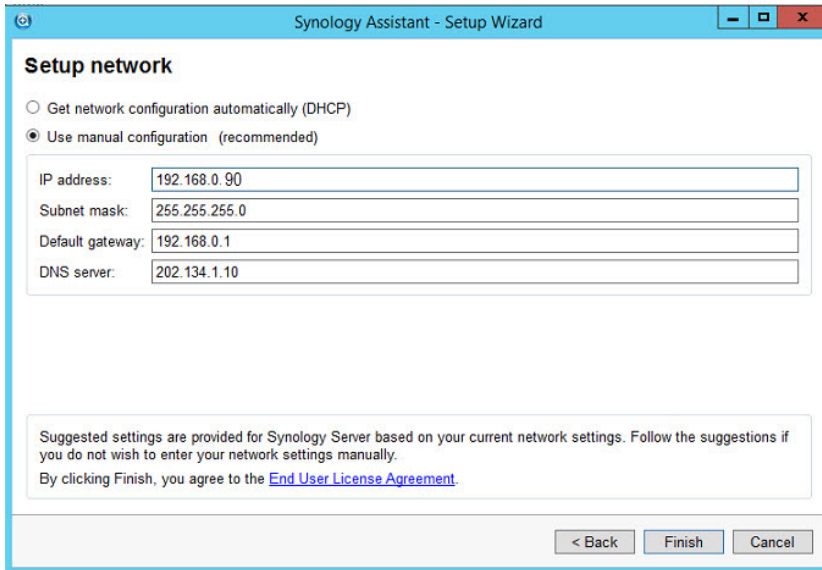 Synology Assistant - Setup Wizard
Setup network
Get network configuration automatically (DHCP)
Use manual configuration (recommended)
IP address: 192.168.0.90
Subnet mask: 255.255.255.0
Default gateway: 192.168.0.1
DNS server: 202.134.1.10
Suggested settings are provided for Synology Server based on your current network settings. Follow the suggestions if
you do not wish to enter your network settings manually.
By clicking Finish, you agree to the End User License Agreement.
< Back Finish Cancel